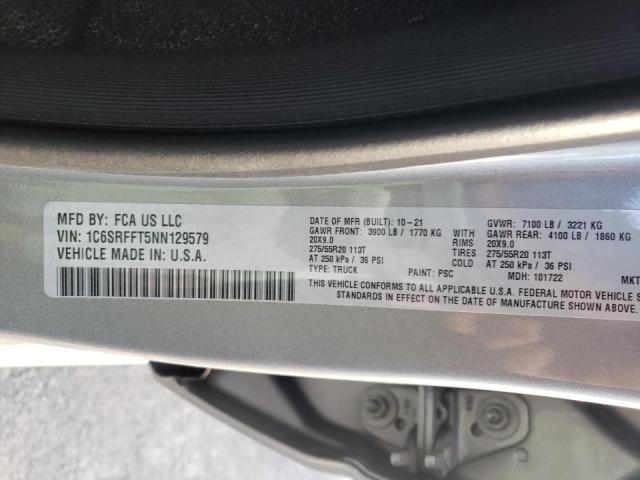 MFD BY: FCA US LLC
VIN: 1C6SRFFT5NN129579
VEHICLE MADE IN: U.S.A.
DATE OF MFR (BUILT): 10-21 GVWR: 7100 LB / 3221 KG
GAWR FRONT: 3900 LB / 1770 KG WITH GAWR REAR: 4100 LB / 1860 KG
20X9.0 RIMS 20X9.0
275/55R20 113T TIRES 275/55R20 113T
AT 250 kPa / 36 PSI COLD AT 250 kPa / 36 PSI
TYPE: TRUCK PAINT: PSC MDH: 101722 MKT
THIS VEHICLE CONFORMS TO ALL APPLICABLE U.S.A. FEDERAL MOTOR VEHICLE
STANDARDS IN EFFECT ON THE DATE OF MANUFACTURE SHOWN ABOVE.